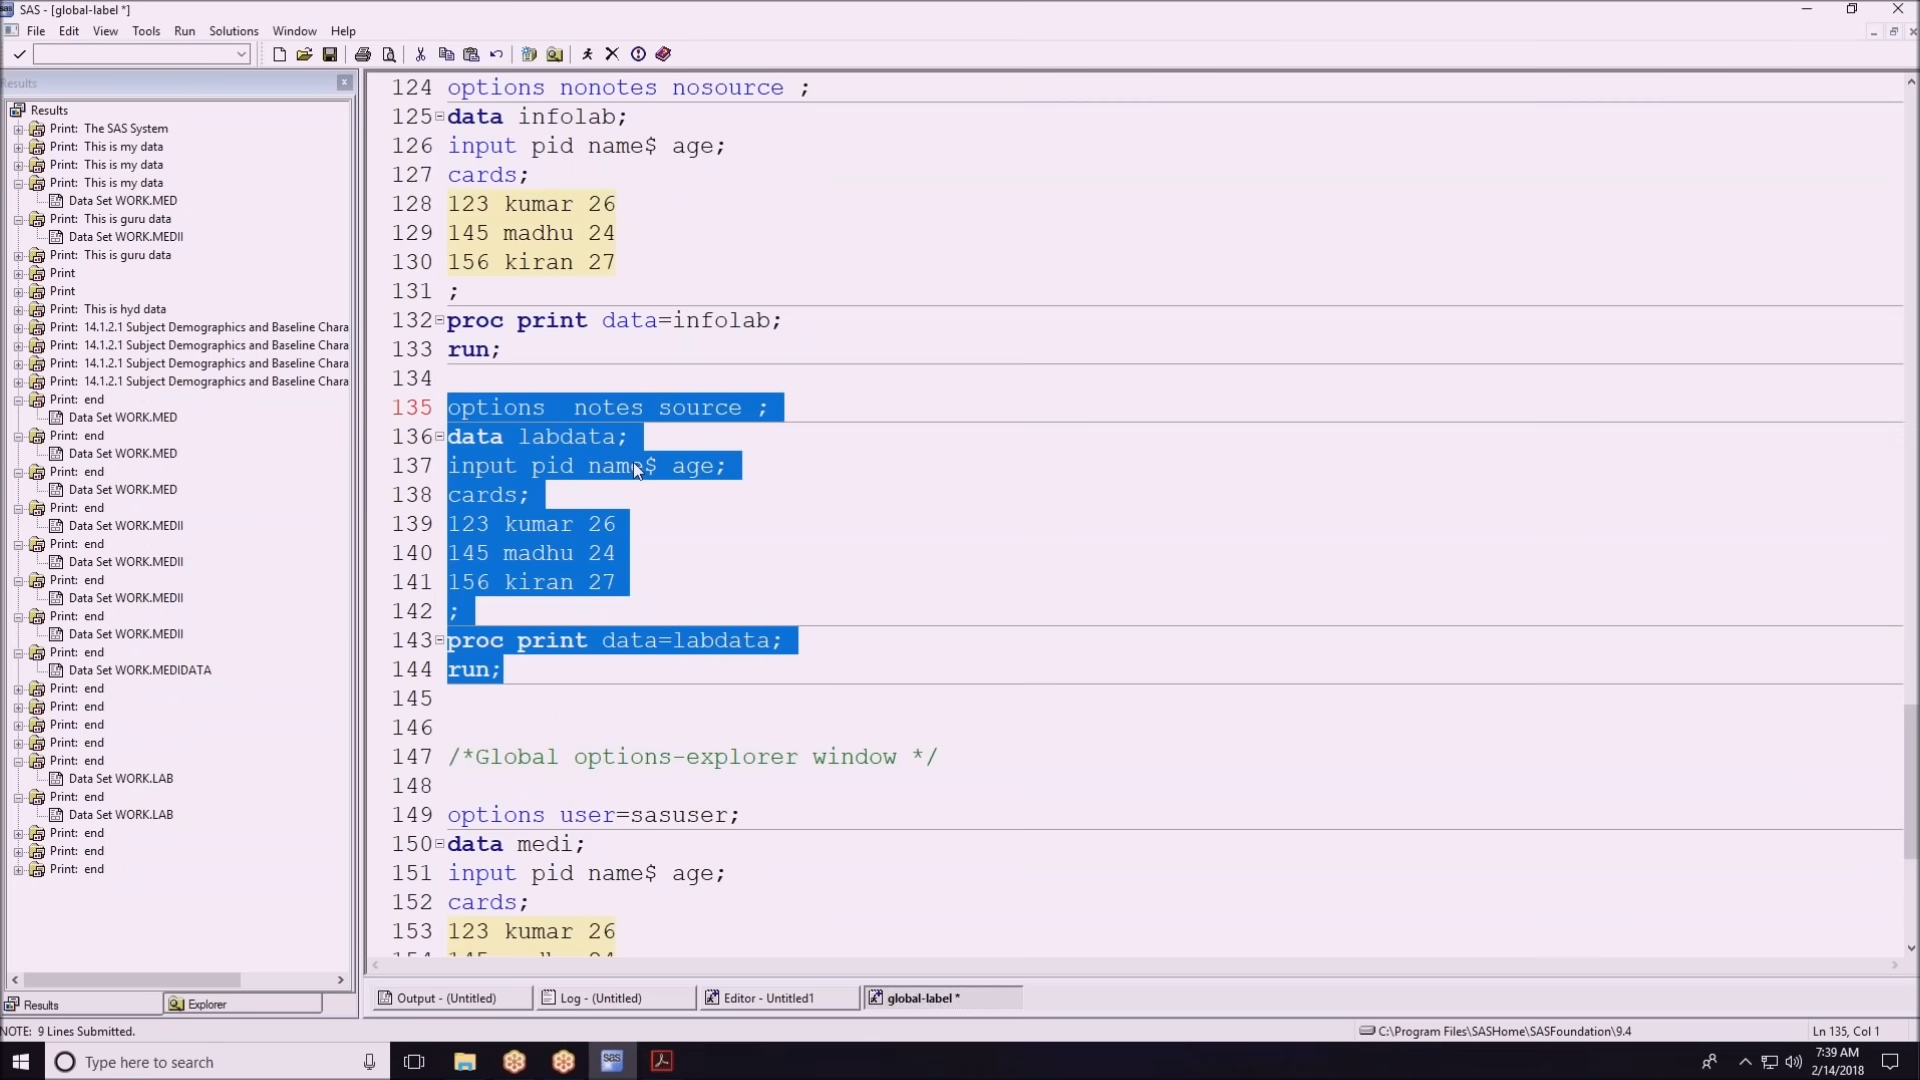 SAS - [global-label *]
File Edit View Tools Run Solutions Window Help
Results
Results
Print: The SAS System
Print: This is my data
Print: This is my data
Print: This is my data
Data Set WORK.MED
Print: This is guru data
Data Set WORK.MEDII
Print: This is guru data
Print
Print
Print: This is hyd data
Print: 14.1.2.1 Subject Demographics and Baseline Chara
Print: 14.1.2.1 Subject Demographics and Baseline Chara
Print: 14.1.2.1 Subject Demographics and Baseline Chara
Print: 14.1.2.1 Subject Demographics and Baseline Chara
Print: end
Data Set WORK.MED
Print: end
Data Set WORK.MED
Print: end
Data Set WORK.MED
Print: end
Data Set WORK.MEDII
Print: end
Data Set WORK.MEDII
Print: end
Data Set WORK.MEDII
Print: end
Data Set WORK.MEDII
Print: end
Data Set WORK.MEDIDATA
Print: end
Print: end
Print: end
Print: end
Print: end
Data Set WORK.LAB
Print: end
Data Set WORK.LAB
Print: end
Print: end
Print: end
Results Explorer
124 options nonotes nosource ;
125 data infolab;
126 input pid name$ age;
127 cards;
128 123 kumar 26
129 145 madhu 24
130 156 kiran 27
131 ;
132 proc print data=infolab;
133 run;
134
135 options  notes source ;
136 data labdata;
137 input pid name$ age;
138 cards;
139 123 kumar 26
140 145 madhu 24
141 156 kiran 27
142 ;
143 proc print data=labdata;
144 run;
145
146
147 /*Global options-explorer window */
148
149 options user=sasuser;
150 data medi;
151 input pid name$ age;
152 cards;
153 123 kumar 26
Output - (Untitled) Log - (Untitled) Editor - Untitled1 global-label *
NOTE: 9 Lines Submitted. C:\Program Files\SASHome\SASFoundation\9.4 Ln 135, Col 1
Type here to search
sas
7:39 AM
2/14/2018